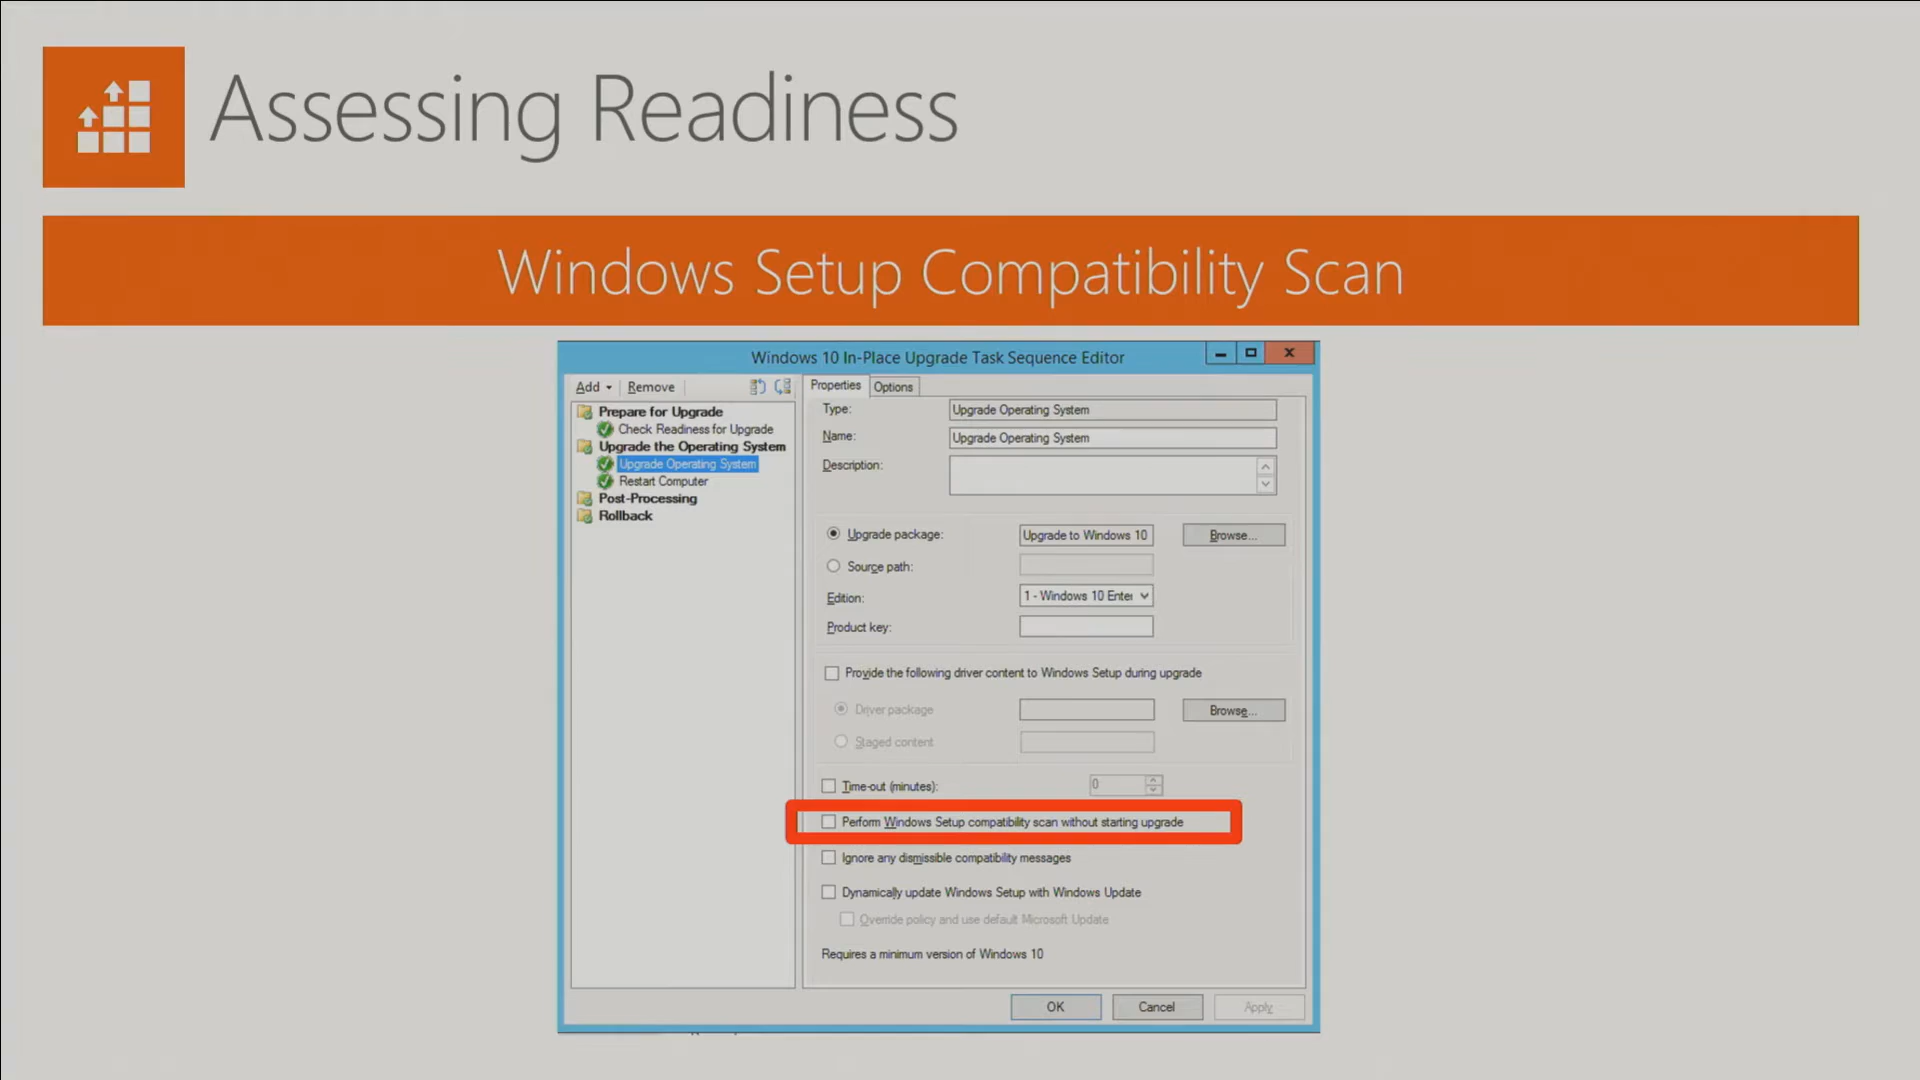 Assessing Readiness
Windows Setup Compatibility Scan
Windows 10 In-Place Upgrade Task Sequence Editor
Add
Remove
Prepare for Upgrade
Check Readiness for Upgrade
Upgrade the Operating System
Upgrade Operating System
Restart Computer
Post-Processing
Rollback
Properties
Options
Type:
Upgrade Operating System
Name:
Upgrade Operating System
Description:
Upgrade package:
Upgrade to Windows 10
Browse...
Source path:
Edition:
1 - Windows 10 Enter
Product key:
Provide the following driver content to Windows Setup during upgrade
Driver package
Browse...
Staged content
Time-out (minutes):
0
Perform Windows Setup compatibility scan without starting upgrade
Ignore any dismissible compatibility messages
Dynamically update Windows Setup with Windows Update
Override policy and use default Microsoft Update
Requires a minimum version of Windows 10
OK
Cancel
Apply